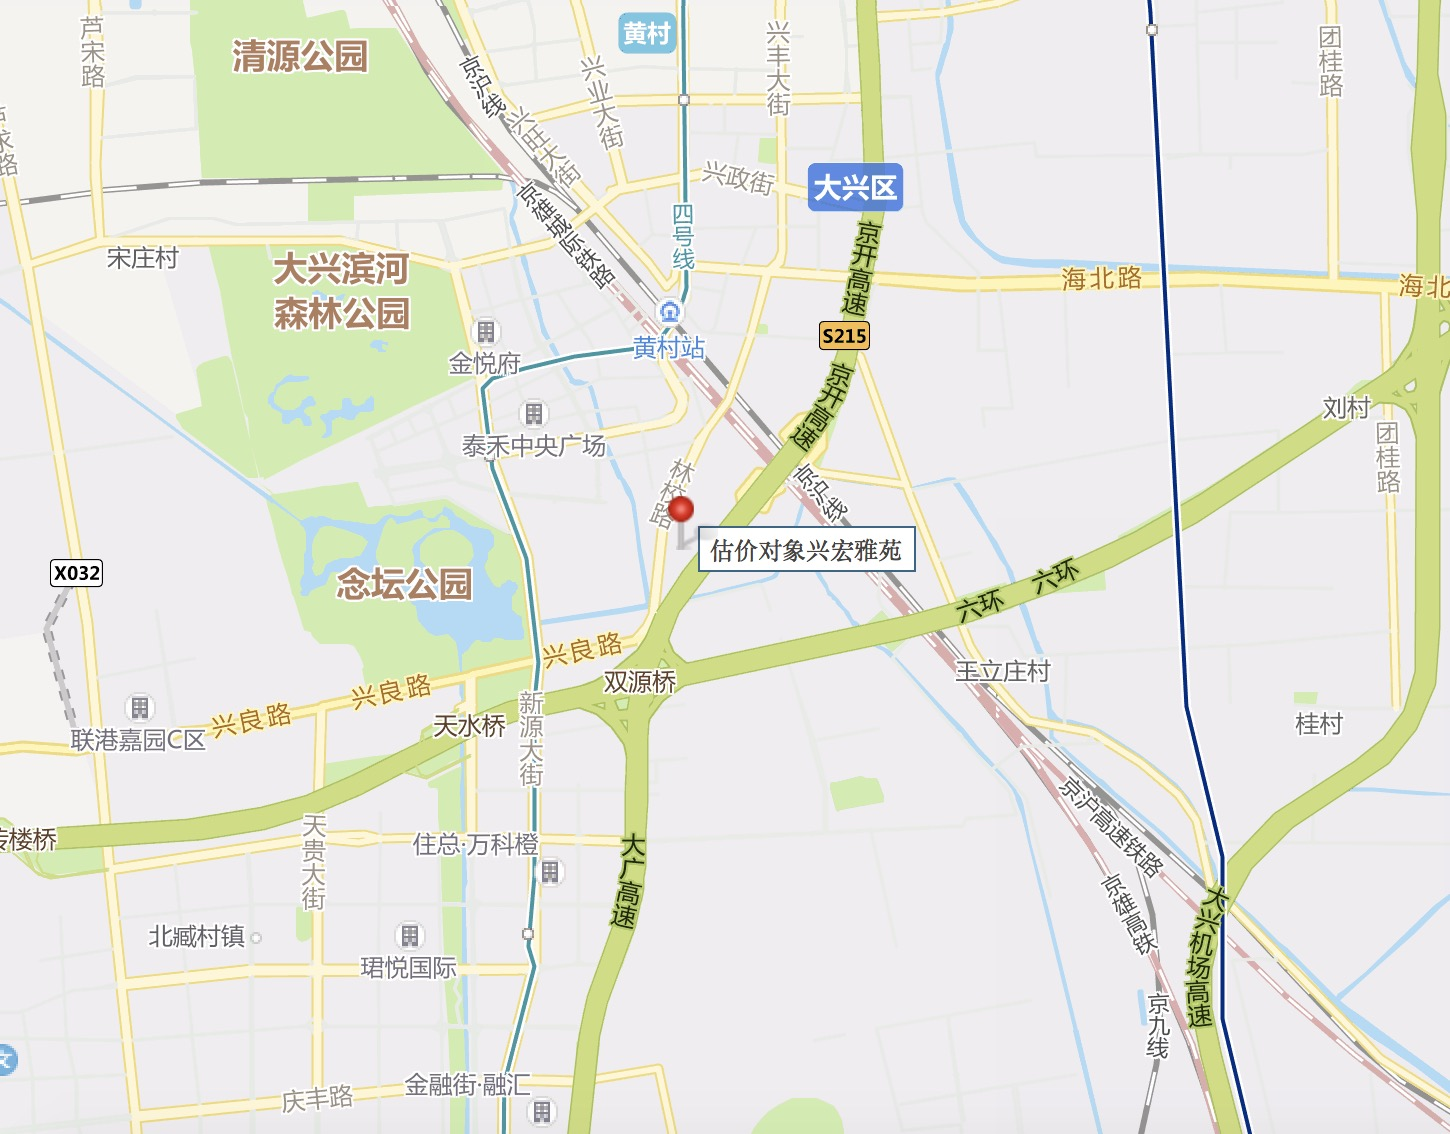 芦宋路
清源公园
京沪线
兴旺大街
兴业大街
黄村
兴丰大街
团桂路
兴政街
大兴区
四号线
京雄城际铁路
宋庄村
大兴滨河
森林公园
京开高速
海北路
海北
S215
黄村站
金悦府
京开高速
刘村
泰禾中央广场
林校路
京沪线
团桂路
估价对象兴宏雅苑
X032
念坛公园
六环
六环
兴良路
兴良路
兴良路
双源桥
王立庄村
天水桥
新源大街
联港嘉园C区
桂村
砖楼桥
天贵大街
住总·万科橙
大广高速
京沪高速铁路
京雄高铁
大兴机场高速
北臧村镇
珺悦国际
京九线
庆丰路
金融街·融汇